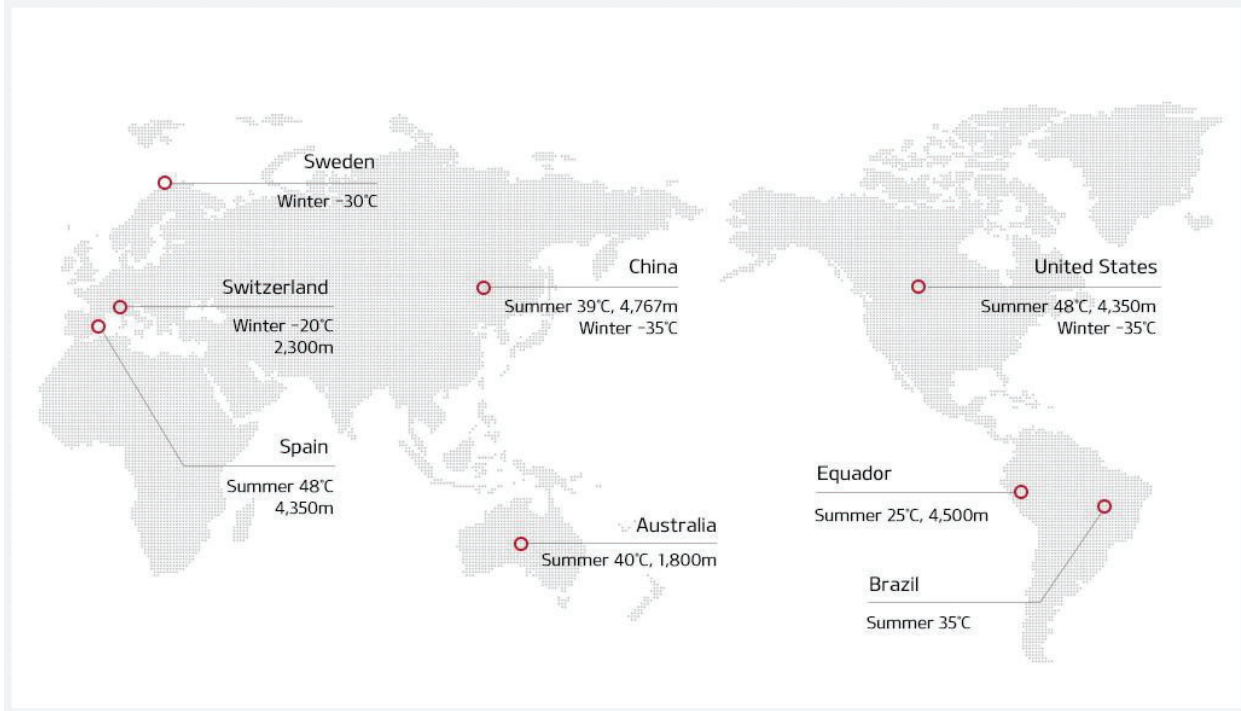 Sweden
Winter -30℃
Switzerland
Winter -20℃
2,300m
Spain
Summer 48℃
4,350m
China
Summer 39℃, 4,767m
Winter -35℃
Australia
Summer 40℃, 1,800m
United States
Summer 48℃, 4,350m
Winter -35℃
Equador
Summer 25℃, 4,500m
Brazil
Summer 35℃